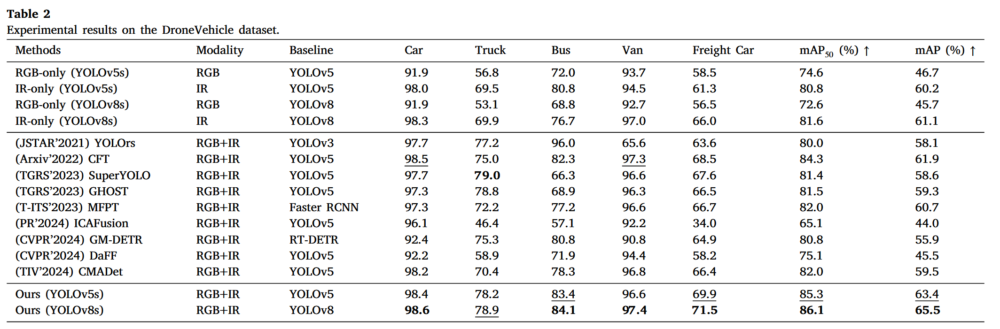 Table 2
Experimental results on the DroneVehicle dataset.
Methods Modality Baseline Car Truck Bus Van Freight Car mAP50 (%) ↑ mAP (%) ↑
RGB-only (YOLOv5s) RGB YOLOv5 91.9 56.8 72.0 93.7 58.5 74.6 46.7
IR-only (YOLOv5s) IR YOLOv5 98.0 69.5 80.8 94.5 61.3 80.8 60.2
RGB-only (YOLOv8s) RGB YOLOv8 91.9 53.1 68.8 92.7 56.5 72.6 45.7
IR-only (YOLOv8s) IR YOLOv8 98.3 69.9 76.7 97.0 66.0 81.6 61.1
(JSTAR’2021) YOLOrs RGB+IR YOLOv3 97.7 77.2 96.0 65.6 63.6 80.0 58.1
(Arxiv’2022) CFT RGB+IR YOLOv5 98.5 75.0 82.3 97.3 68.5 84.3 61.9
(TGRS’2023) SuperYOLO RGB+IR YOLOv5 97.7 79.0 66.3 96.6 67.6 81.4 58.6
(TGRS’2023) GHOST RGB+IR YOLOv5 97.3 78.8 68.9 96.3 66.5 81.5 59.3
(T-ITS’2023) MFPT RGB+IR Faster RCNN 97.3 72.2 77.2 96.6 66.7 82.0 60.7
(PR’2024) ICAFusion RGB+IR YOLOv5 96.1 46.4 57.1 92.2 34.0 65.1 44.0
(CVPR’2024) GM-DETR RGB+IR RT-DETR 92.4 75.3 80.8 90.8 64.9 80.8 55.9
(CVPR’2024) DaFF RGB+IR YOLOv5 92.2 58.9 71.9 94.4 58.2 75.1 45.5
(TIV’2024) CMADet RGB+IR YOLOv5 98.2 70.4 78.3 96.8 66.4 82.0 59.5
Ours (YOLOv5s) RGB+IR YOLOv5 98.4 78.2 83.4 96.6 69.9 85.3 63.4
Ours (YOLOv8s) RGB+IR YOLOv8 98.6 78.9 84.1 97.4 71.5 86.1 65.5